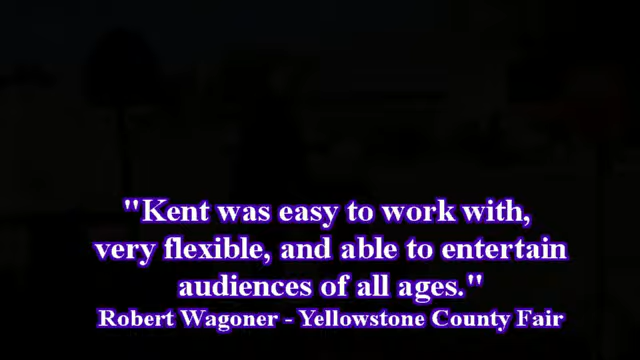 "Kent was easy to work with,
very flexible, and able to entertain
audiences of all ages."
Robert Wagoner - Yellowstone County Fair